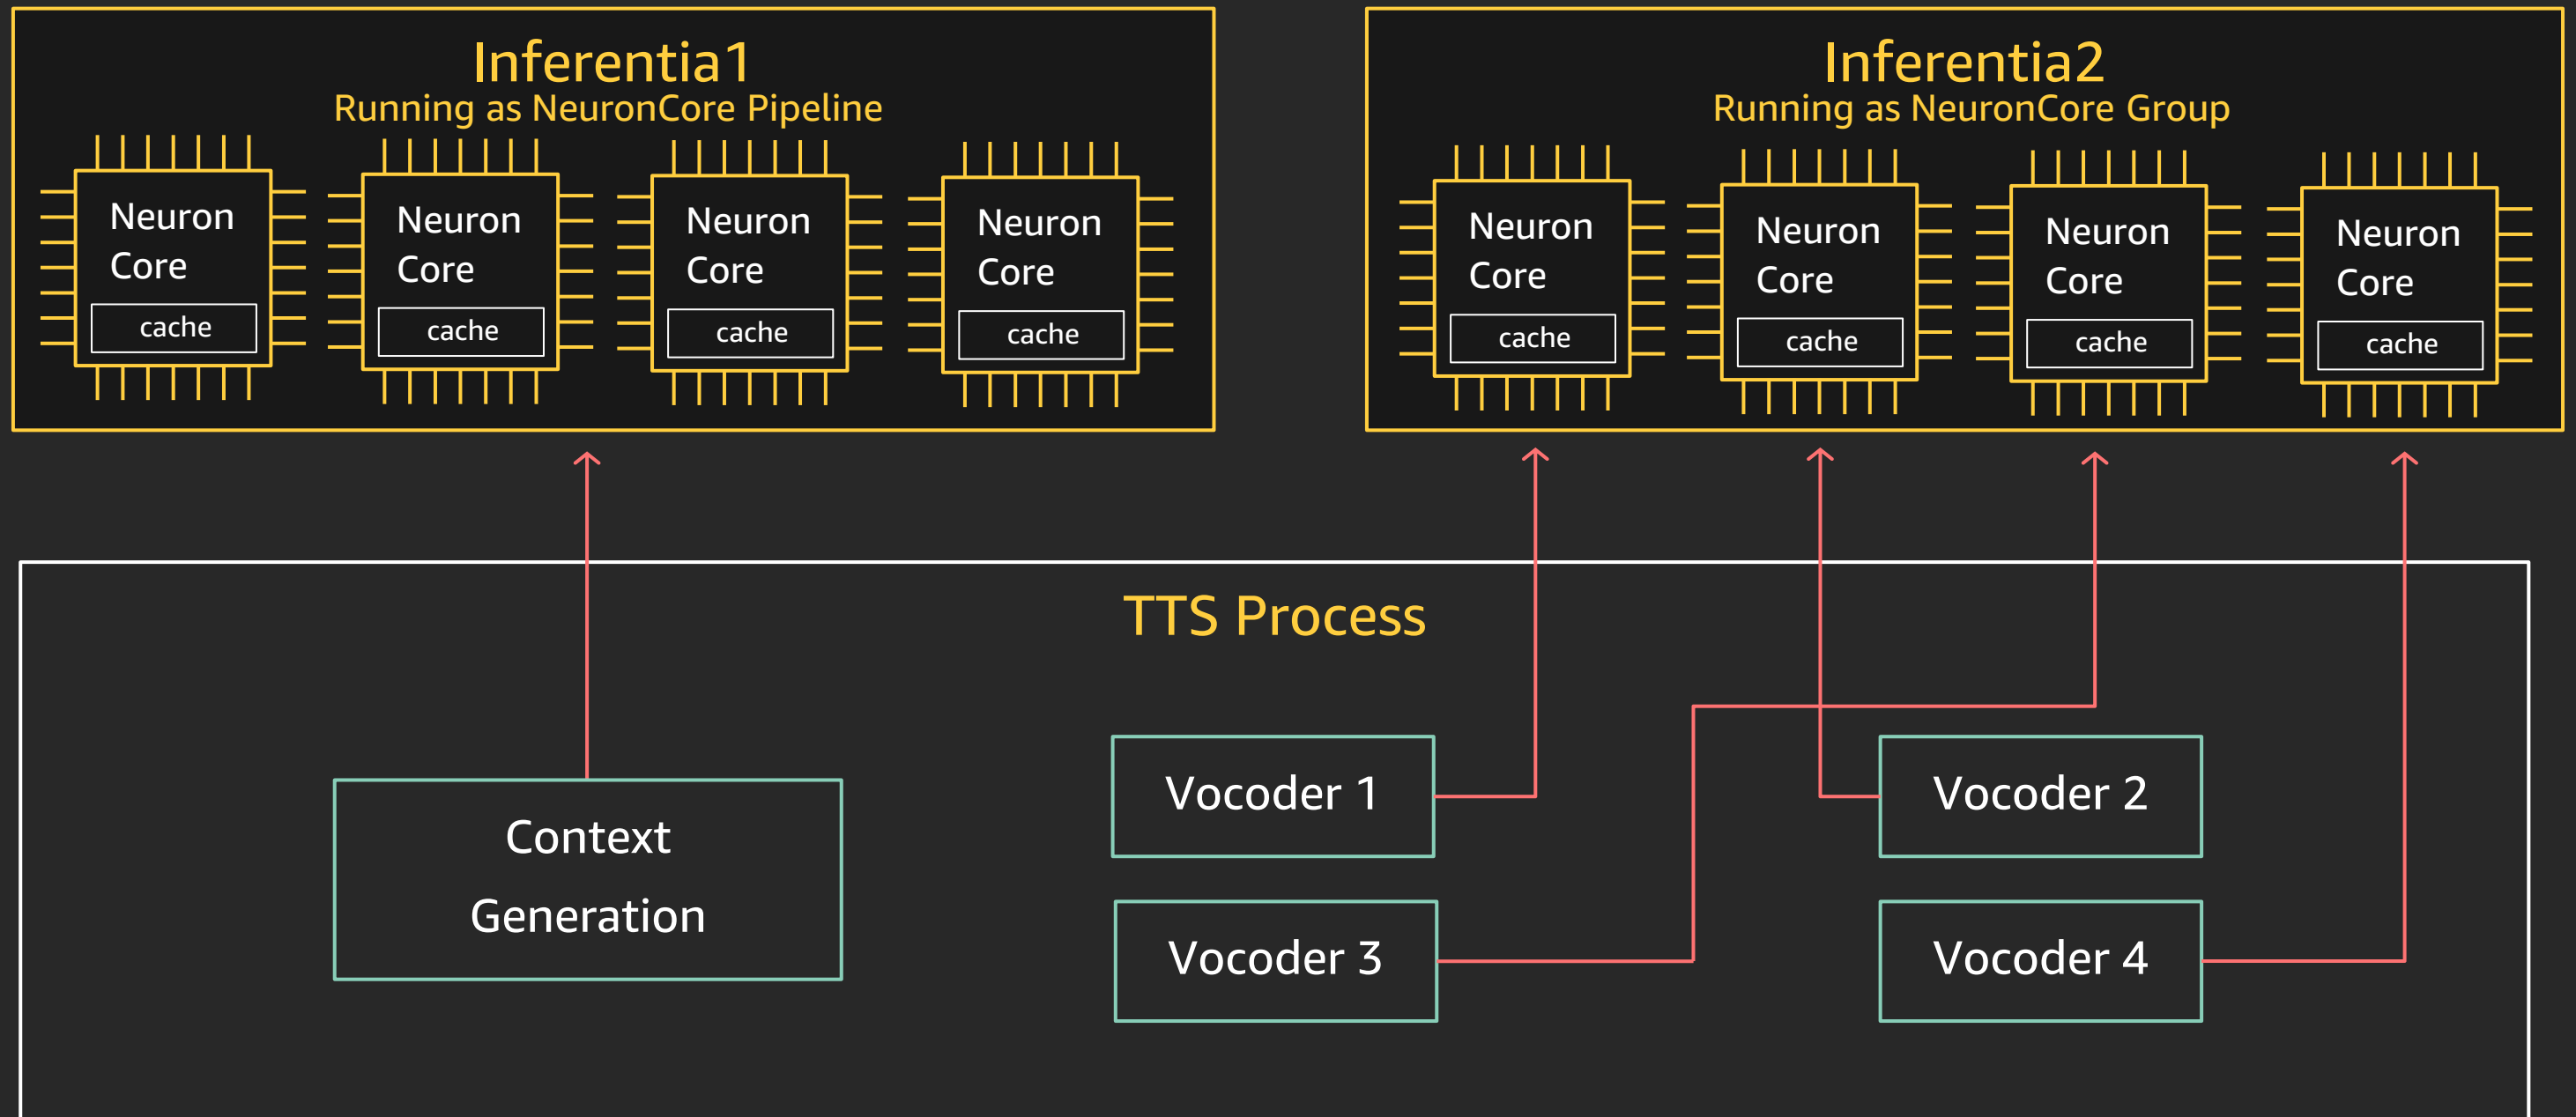 Inferentia1
Running as NeuronCore Pipeline
Neuron
Core
cache
Neuron
Core
cache
Neuron
Core
cache
Neuron
Core
cache
Inferentia2
Running as NeuronCore Group
Neuron
Core
cache
Neuron
Core
cache
Neuron
Core
cache
Neuron
Core
cache
TTS Process
Context
Generation
Vocoder 1
Vocoder 2
Vocoder 3
Vocoder 4